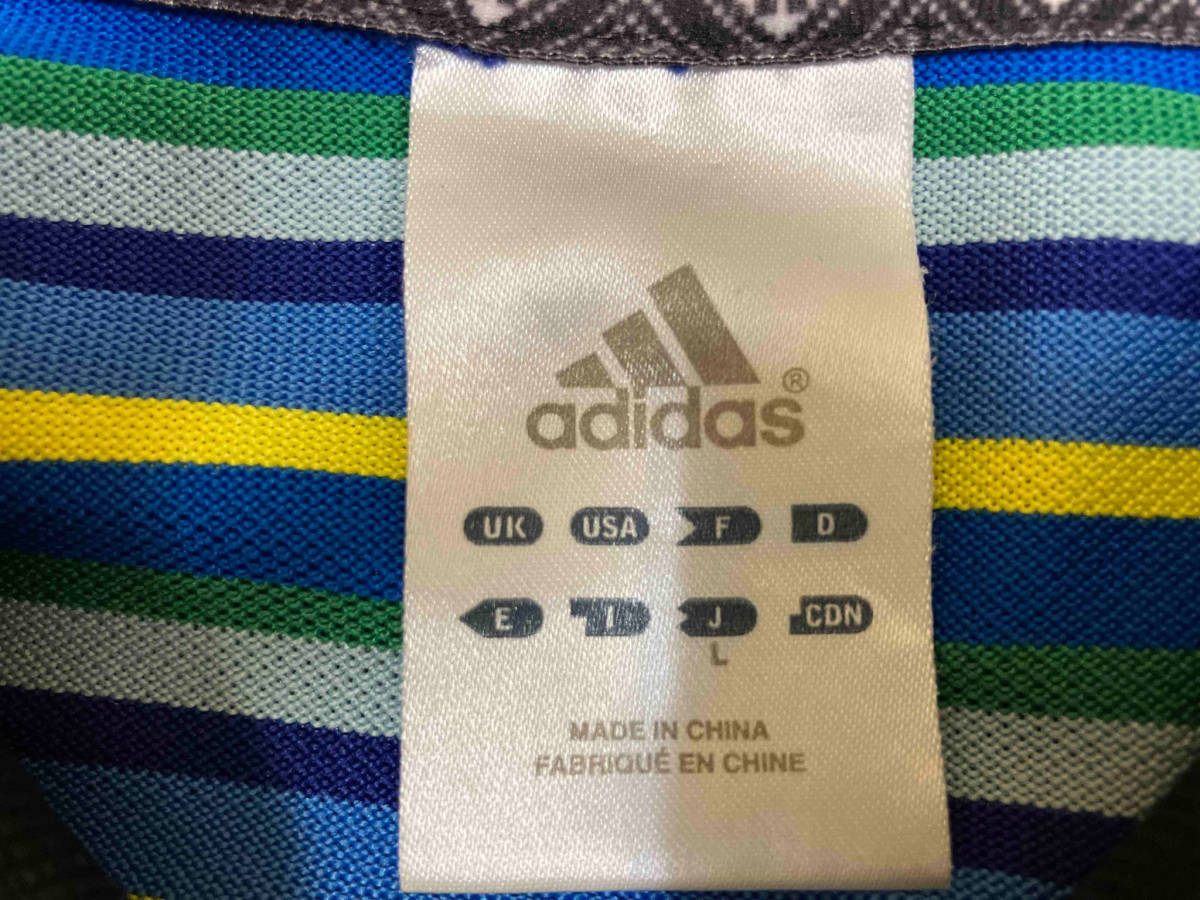 adidas®
UK USA F D
E I J CDN
L
MADE IN CHINA
FABRIQUÉ EN CHINE